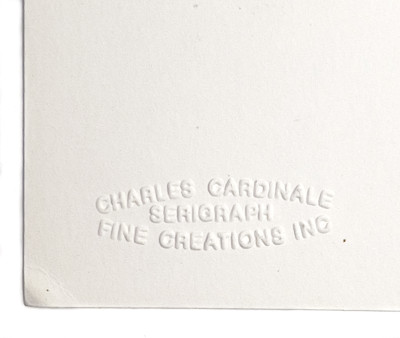 CHARLES CARDINALE
SERIGRAPH
FINE CREATIONS INC